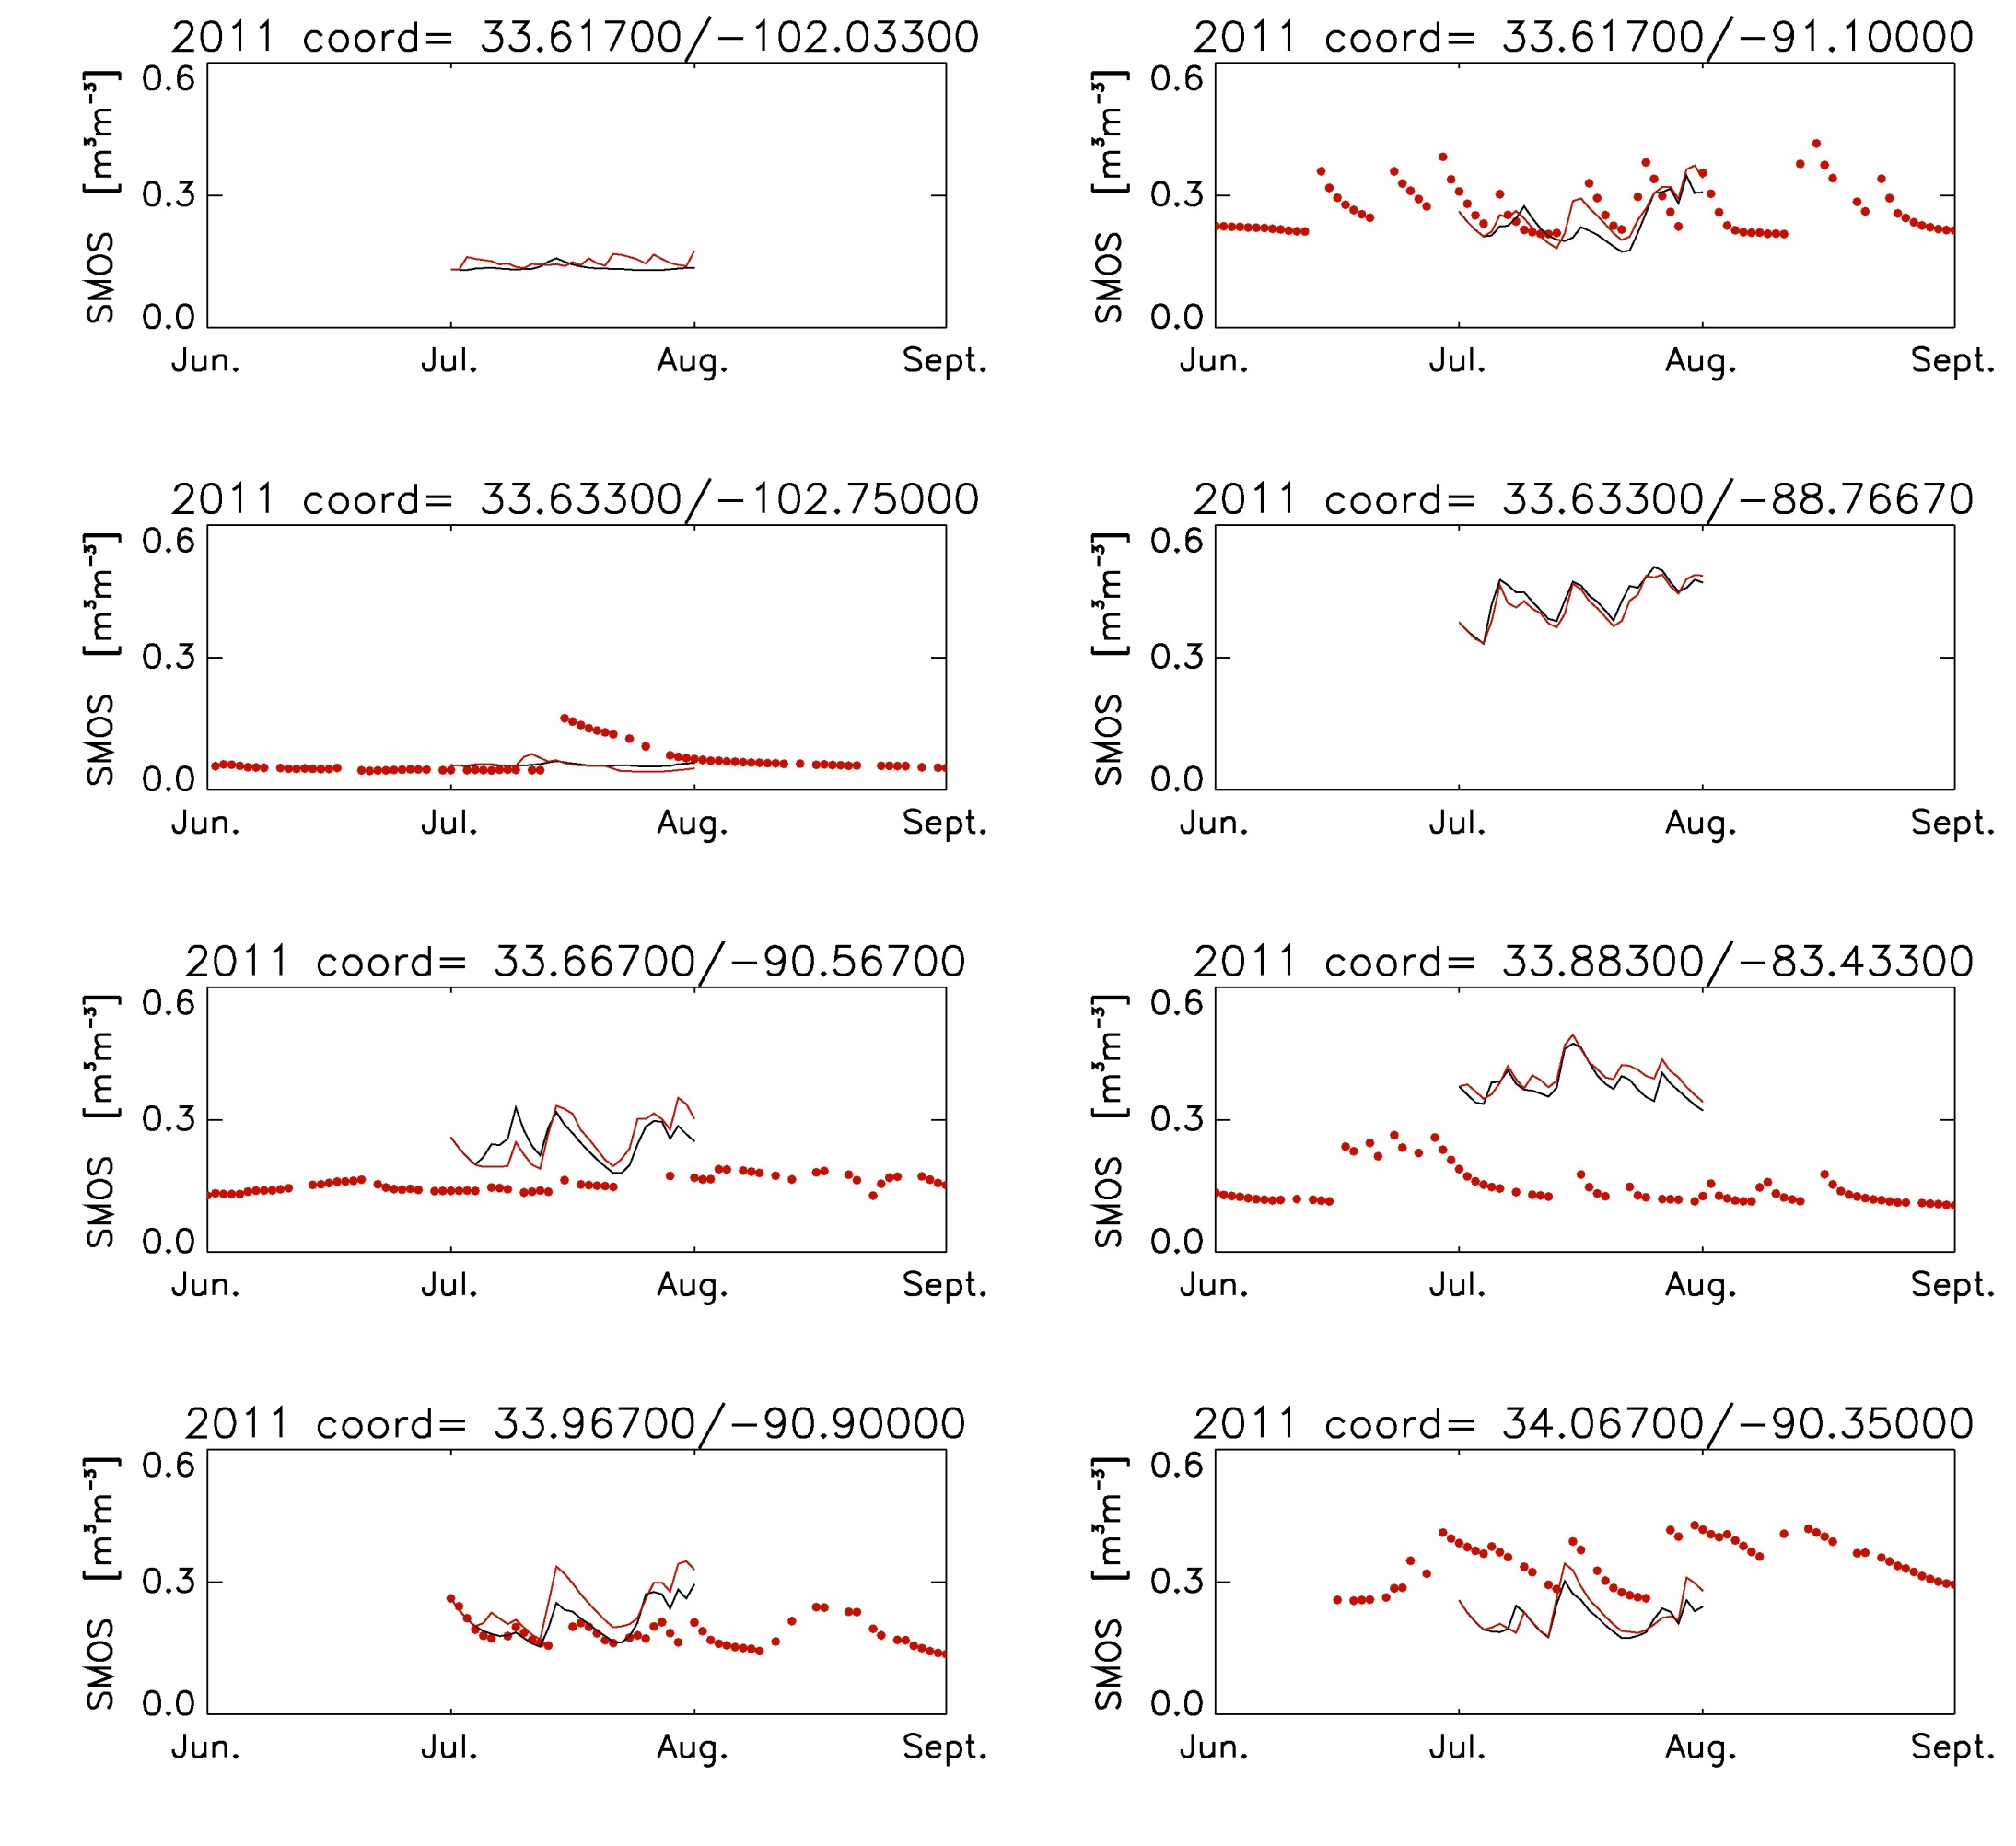 2011 coord= 33.61700/-102.03300
SMOS [m³m⁻³]
0.6
0.3
0.0
Jun. Jul. Aug. Sept.
2011 coord= 33.61700/-91.10000
SMOS [m³m⁻³]
0.6
0.3
0.0
Jun. Jul. Aug. Sept.
2011 coord= 33.63300/-102.75000
SMOS [m³m⁻³]
0.6
0.3
0.0
Jun. Jul. Aug. Sept.
2011 coord= 33.63300/-88.76670
SMOS [m³m⁻³]
0.6
0.3
0.0
Jun. Jul. Aug. Sept.
2011 coord= 33.66700/-90.56700
SMOS [m³m⁻³]
0.6
0.3
0.0
Jun. Jul. Aug. Sept.
2011 coord= 33.88300/-83.43300
SMOS [m³m⁻³]
0.6
0.3
0.0
Jun. Jul. Aug. Sept.
2011 coord= 33.96700/-90.90000
SMOS [m³m⁻³]
0.6
0.3
0.0
Jun. Jul. Aug. Sept.
2011 coord= 34.06700/-90.35000
SMOS [m³m⁻³]
0.6
0.3
0.0
Jun. Jul. Aug. Sept.